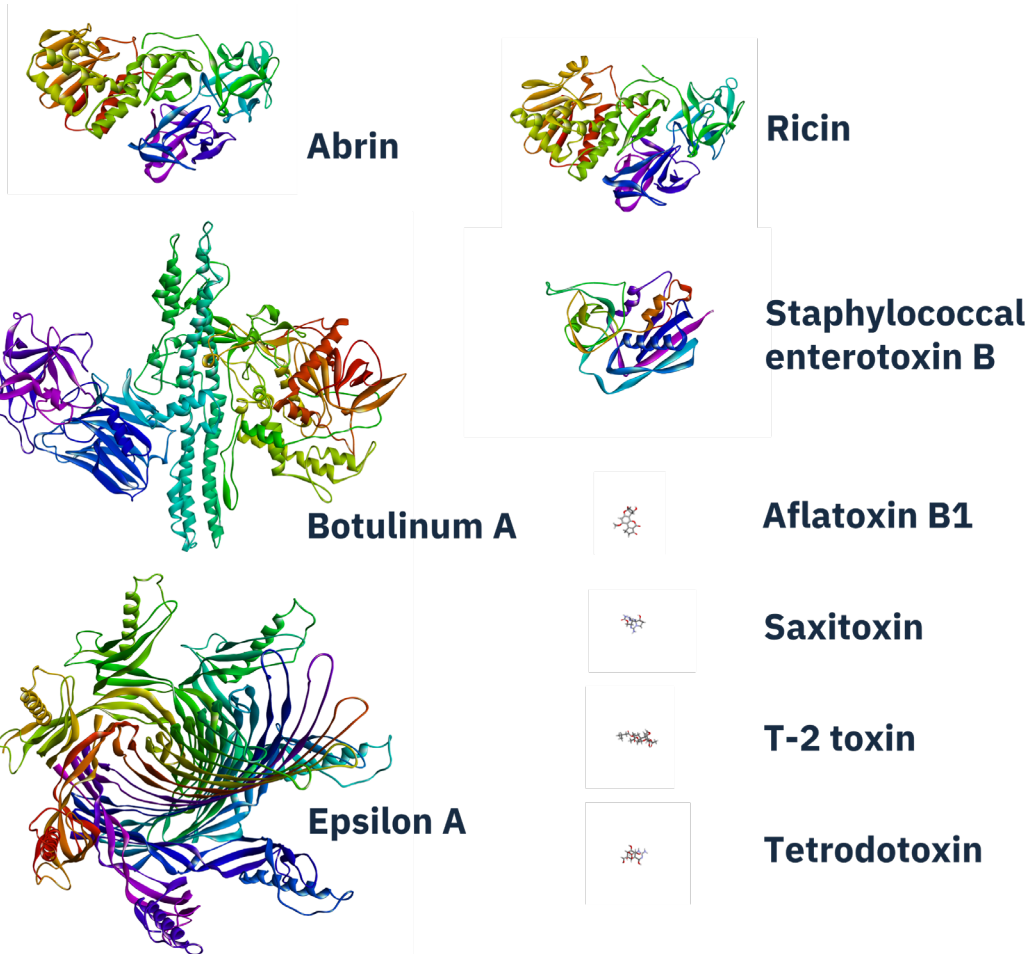 Abrin
Ricin
Staphylococcal
enterotoxin B
Botulinum A
Aflatoxin B1
Saxitoxin
T-2 toxin
Epsilon A
Tetrodotoxin